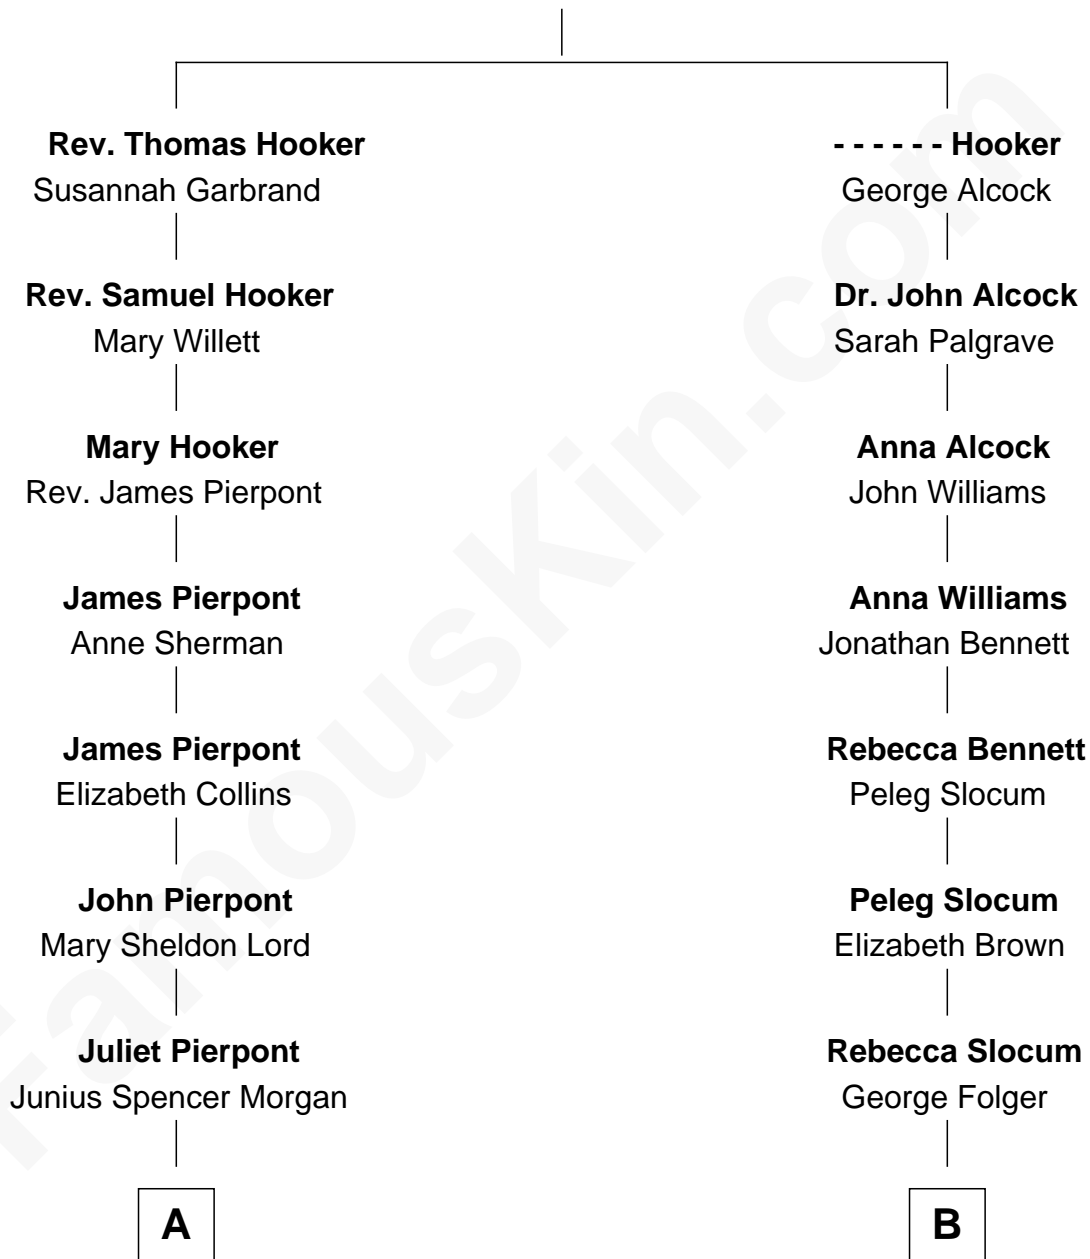 Rev. Thomas Hooker
Susannah Garbrand
Rev. Samuel Hooker
Mary Willett
Mary Hooker
Rev. James Pierpont
James Pierpont
Anne Sherman
James Pierpont
Elizabeth Collins
John Pierpont
Mary Sheldon Lord
Juliet Pierpont
Junius Spencer Morgan
A
- - - - - - Hooker
George Alcock
Dr. John Alcock
Sarah Palgrave
Anna Alcock
John Williams
Anna Williams
Jonathan Bennett
Rebecca Bennett
Peleg Slocum
Peleg Slocum
Elizabeth Brown
Rebecca Slocum
George Folger
B
FamousKin.com